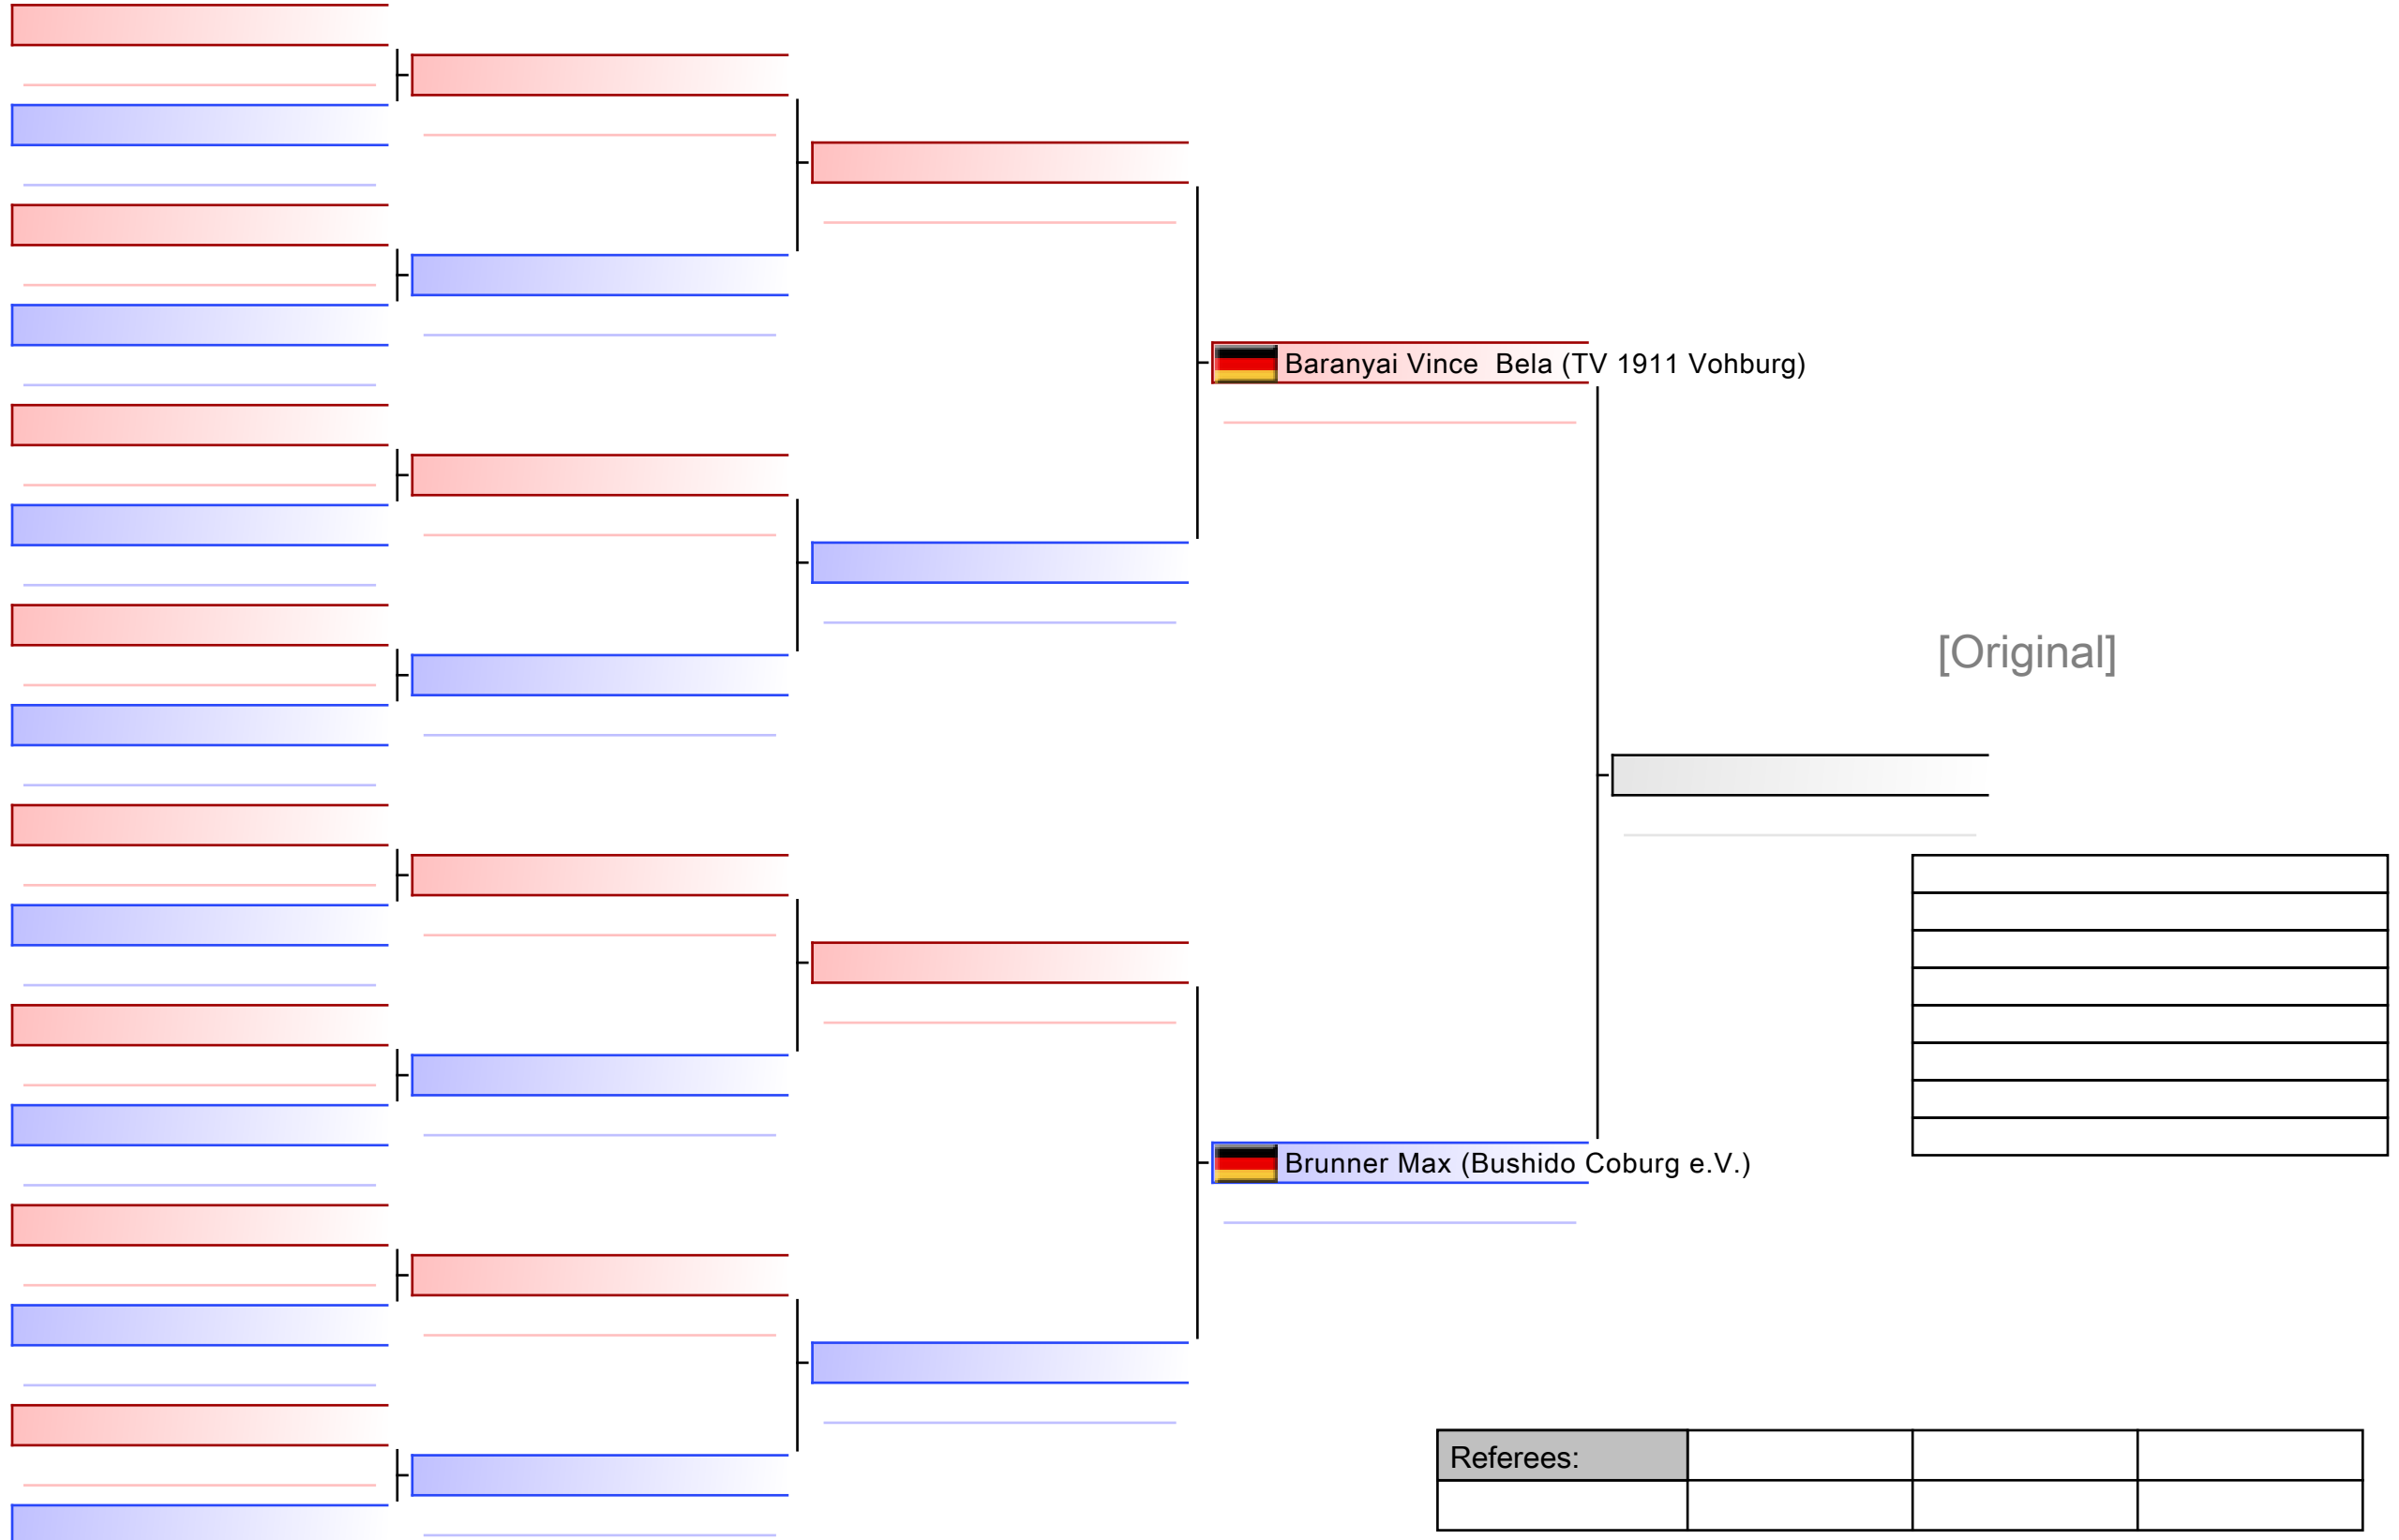 Baranyai Vince  Bela (TV 1911 Vohburg)
[Original]
Brunner Max (Bushido Coburg e.V.)
Referees: